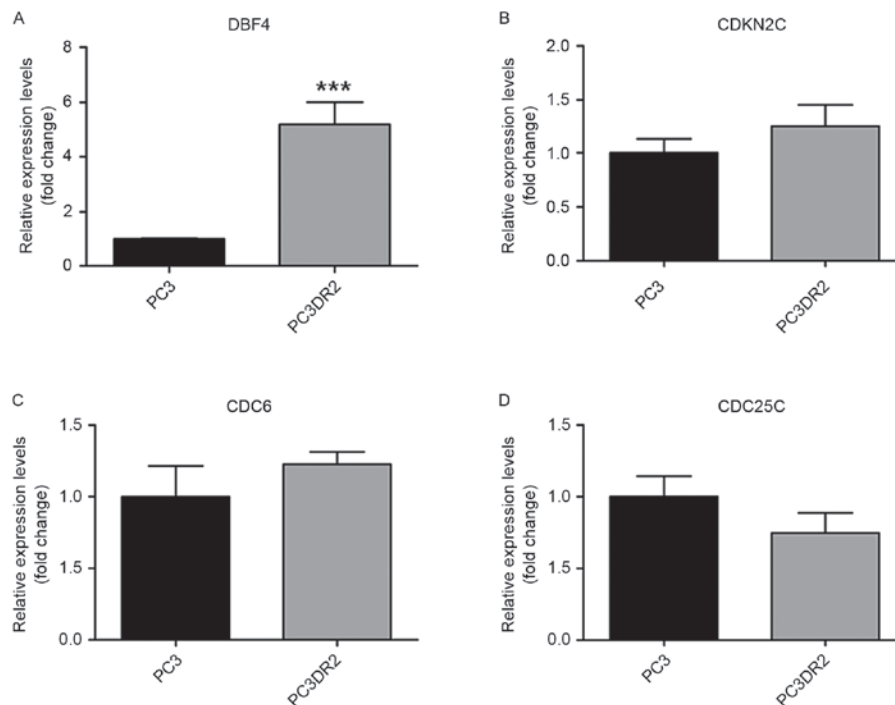 A
DBF4
Relative expression levels
(fold change)
8
6
4
2
0
***
PC3
PC3DR2
B
CDKN2C
Relative expression levels
(fold change)
2.0
1.5
1.0
0.5
0.0
PC3
PC3DR2
C
CDC6
Relative expression levels
(fold change)
1.5
1.0
1.5
0.0
PC3
PC3DR2
D
CDC25C
Relative expression levels
(fold change)
1.5
1.0
1.5
0.0
PC3
PC3DR2